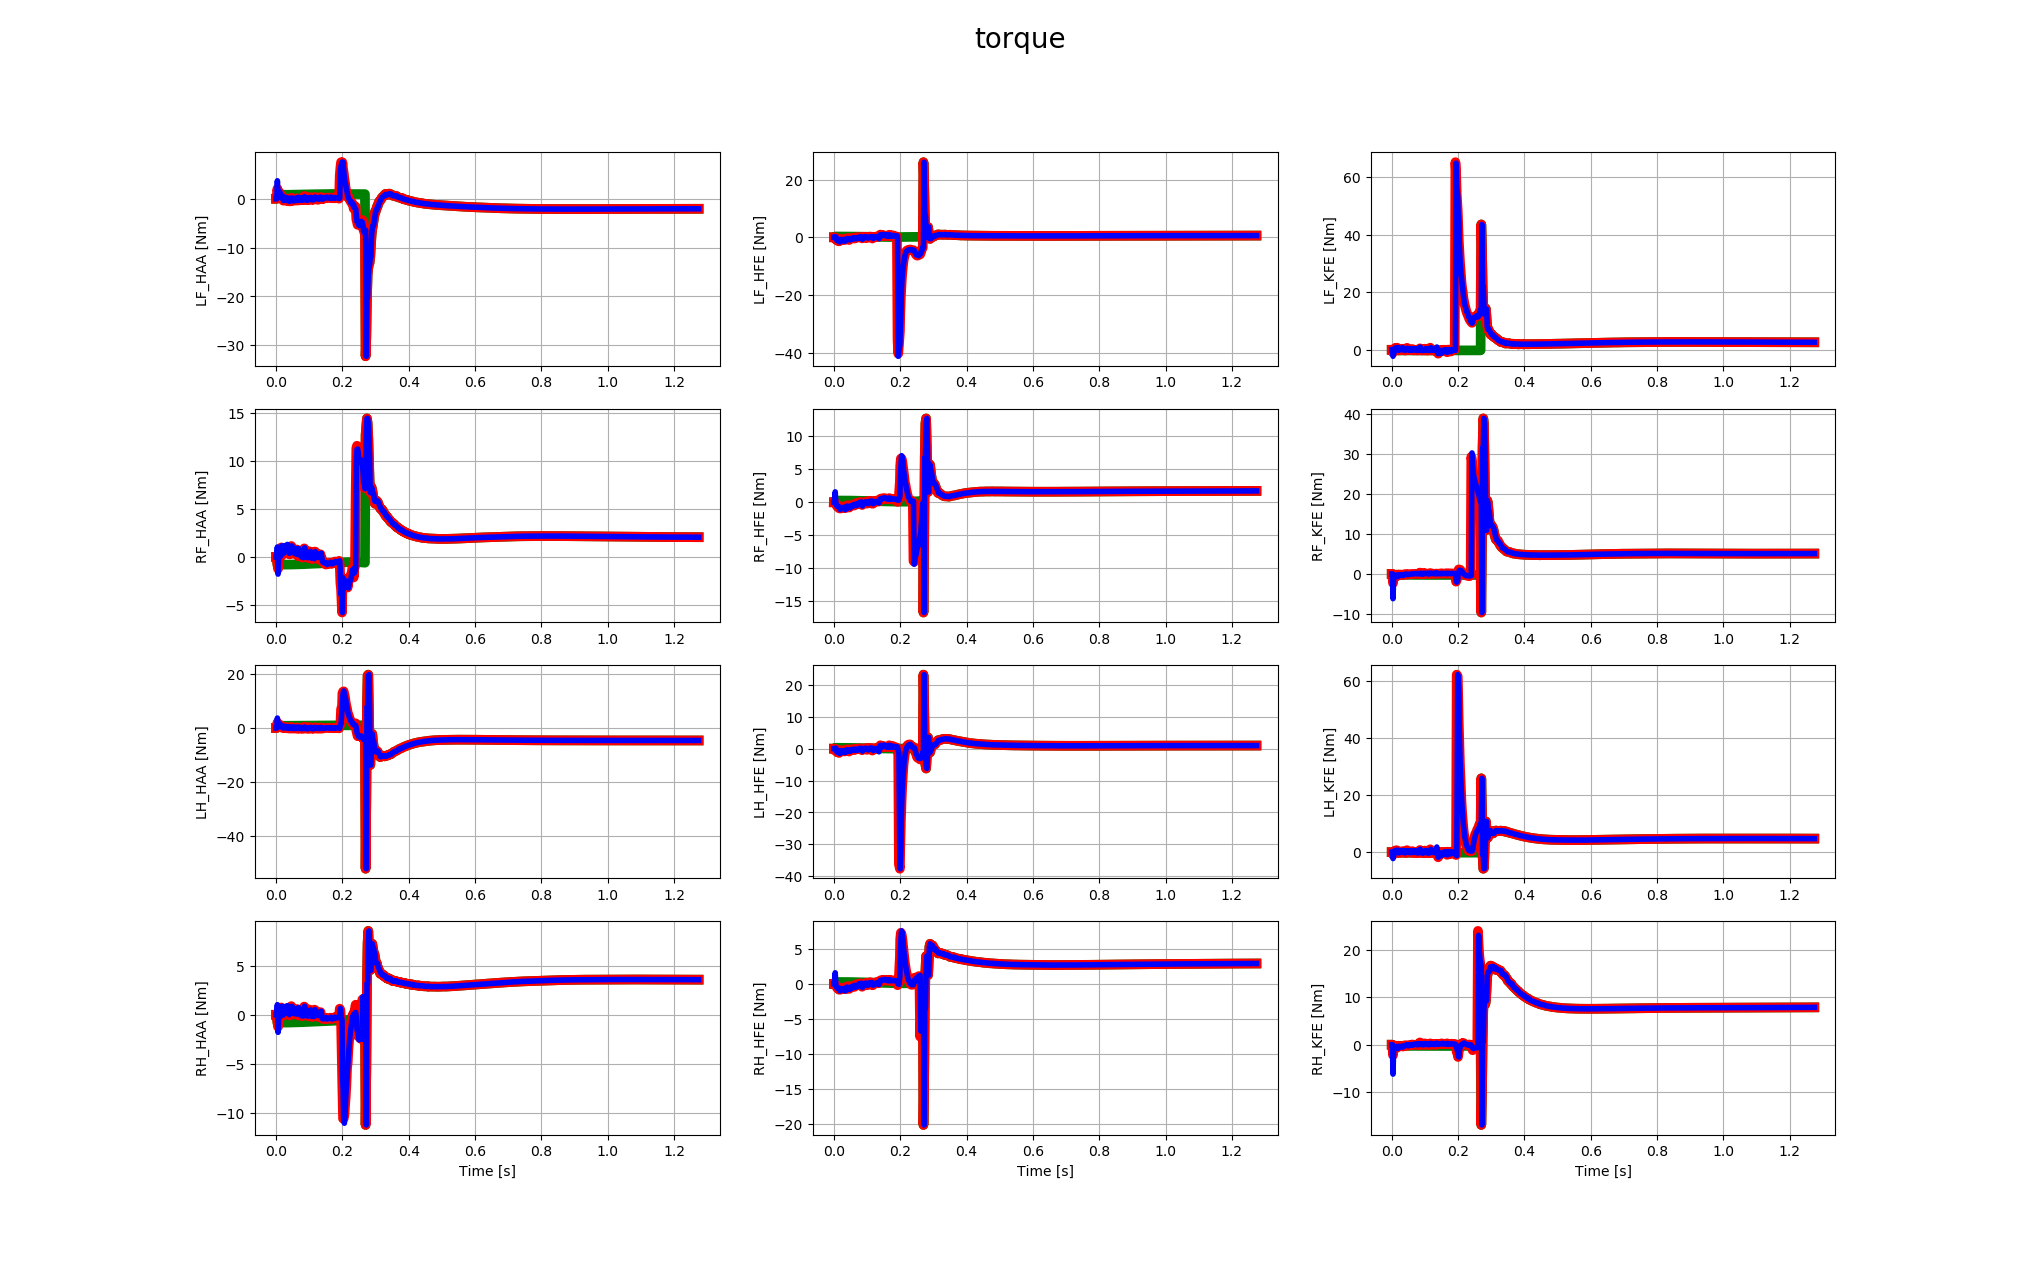 torque
LF_HAA [Nm]
0
−10
−20
−30
0.0 0.2 0.4 0.6 0.8 1.0 1.2
LF_HFE [Nm]
20
0
−20
−40
0.0 0.2 0.4 0.6 0.8 1.0 1.2
LF_KFE [Nm]
60
40
20
0
0.0 0.2 0.4 0.6 0.8 1.0 1.2
RF_HAA [Nm]
15
10
5
0
−5
0.0 0.2 0.4 0.6 0.8 1.0 1.2
RF_HFE [Nm]
10
5
0
−5
−10
−15
0.0 0.2 0.4 0.6 0.8 1.0 1.2
RF_KFE [Nm]
40
30
20
10
0
−10
0.0 0.2 0.4 0.6 0.8 1.0 1.2
LH_HAA [Nm]
20
0
−20
−40
0.0 0.2 0.4 0.6 0.8 1.0 1.2
LH_HFE [Nm]
20
10
0
−10
−20
−30
−40
0.0 0.2 0.4 0.6 0.8 1.0 1.2
LH_KFE [Nm]
60
40
20
0
0.0 0.2 0.4 0.6 0.8 1.0 1.2
RH_HAA [Nm]
5
0
−5
−10
0.0 0.2 0.4 0.6 0.8 1.0 1.2
Time [s]
RH_HFE [Nm]
5
0
−5
−10
−15
−20
0.0 0.2 0.4 0.6 0.8 1.0 1.2
Time [s]
RH_KFE [Nm]
20
10
0
−10
0.0 0.2 0.4 0.6 0.8 1.0 1.2
Time [s]